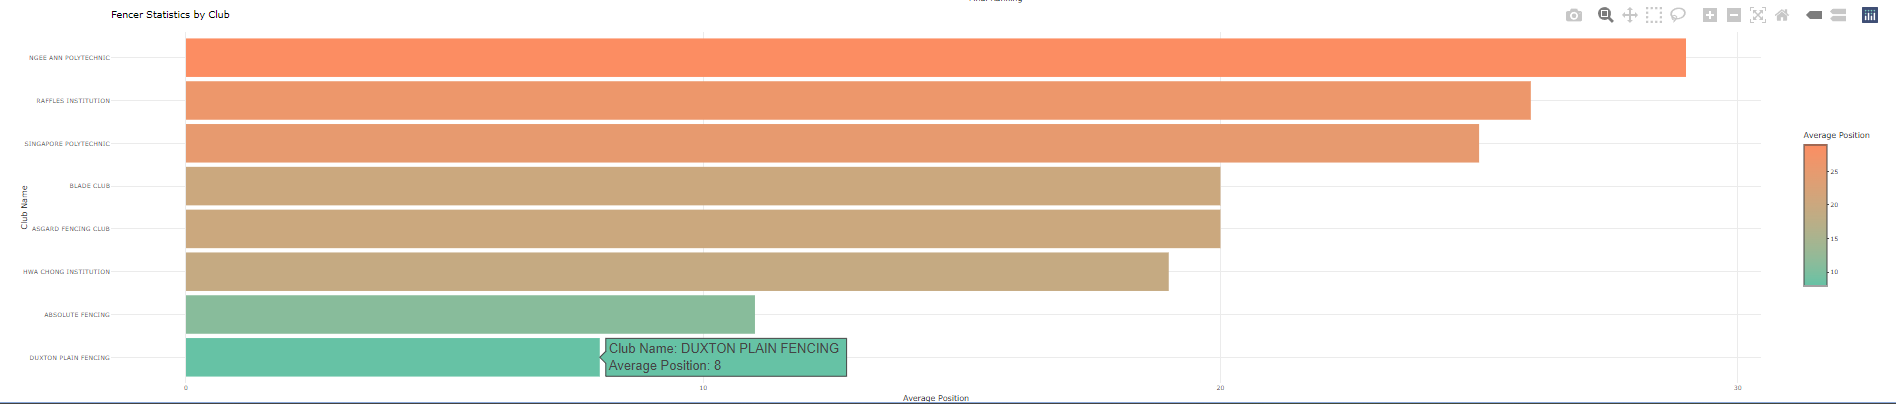 Fencer Statistics by Club
NGEE ANN POLYTECHNIC
RAFFLES INSTITUTION
SINGAPORE POLYTECHNIC
BLADE CLUB
ASGARD FENCING CLUB
HWA CHONG INSTITUTION
ABSOLUTE FENCING
DUXTON PLAIN FENCING
Club Name
Club Name: DUXTON PLAIN FENCING
Average Position: 8
0 10 20 30
Average Position
Average Position
25
20
15
10